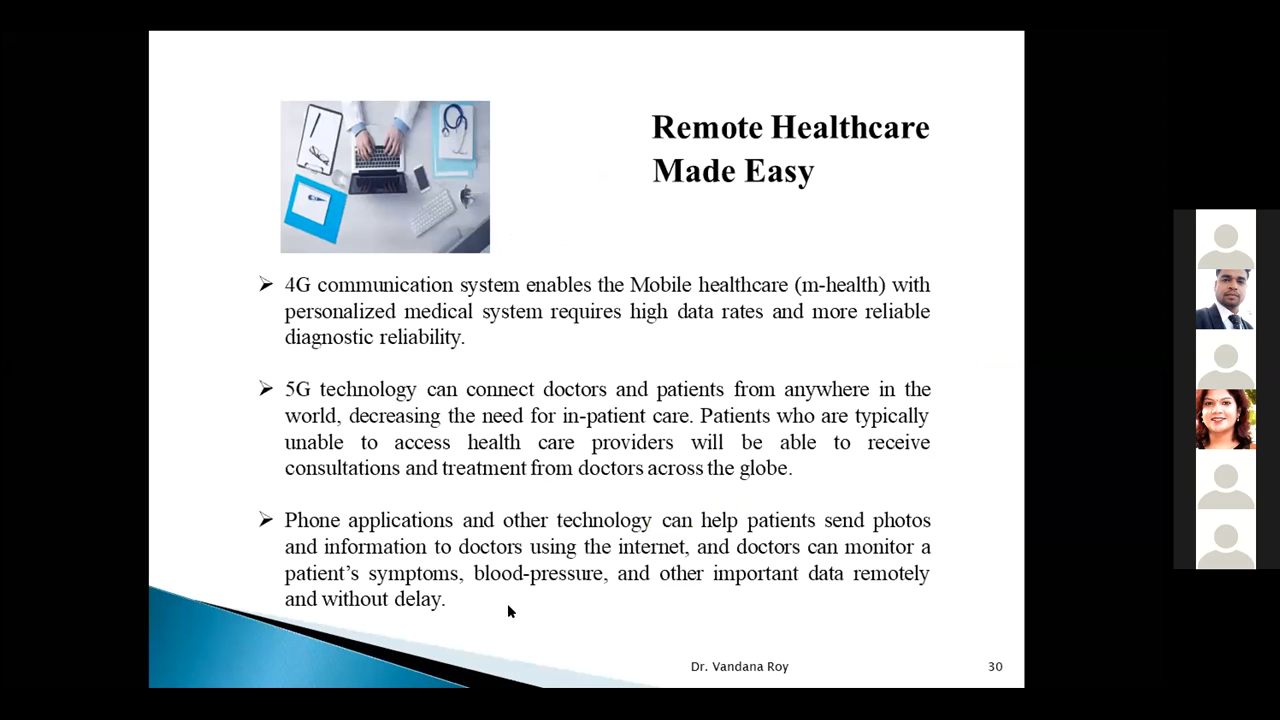 Remote Healthcare
Made Easy
➢ 4G communication system enables the Mobile healthcare (m-health) with
personalized medical system requires high data rates and more reliable
diagnostic reliability.
➢ 5G technology can connect doctors and patients from anywhere in the
world, decreasing the need for in-patient care. Patients who are typically
unable to access health care providers will be able to receive
consultations and treatment from doctors across the globe.
➢ Phone applications and other technology can help patients send photos
and information to doctors using the internet, and doctors can monitor a
patient’s symptoms, blood-pressure, and other important data remotely
and without delay.
Dr. Vandana Roy
30